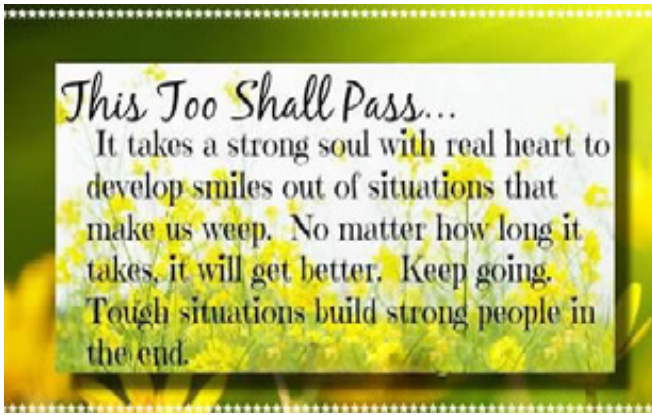 This Too Shall Pass...
It takes a strong soul with real heart to
develop smiles out of situations that
make us weep. No matter how long it
takes, it will get better. Keep going.
Tough situations build strong people in
the end.